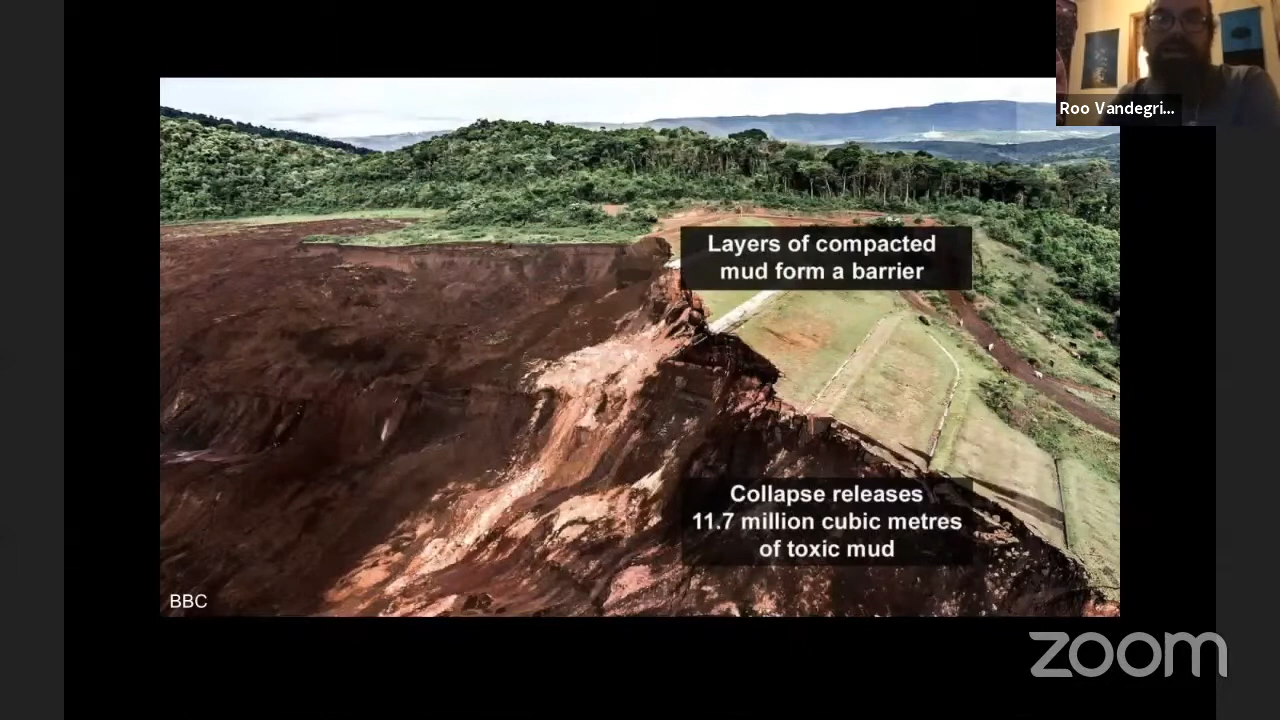 Roo Vandegri...
Layers of compacted
mud form a barrier
Collapse releases
11.7 million cubic metres
of toxic mud
BBC
zoom